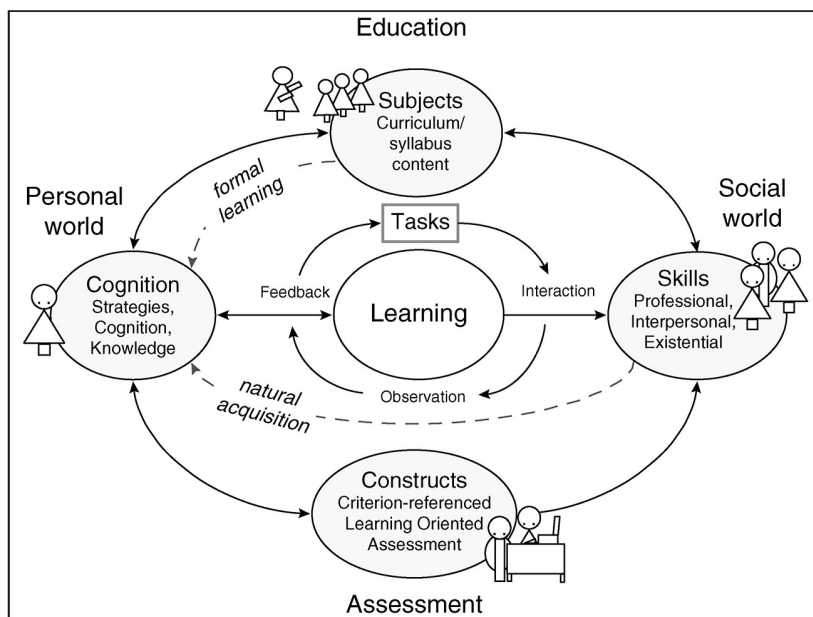 Education
Subjects
Curriculum/
syllabus
content
formal
learning
Personal
world
Social
world
Tasks
Cognition
Strategies,
Cognition,
Knowledge
Feedback
Learning
Interaction
Skills
Professional,
Interpersonal,
Existential
Observation
natural
acquisition
Constructs
Criterion-referenced
Learning Oriented
Assessment
Assessment